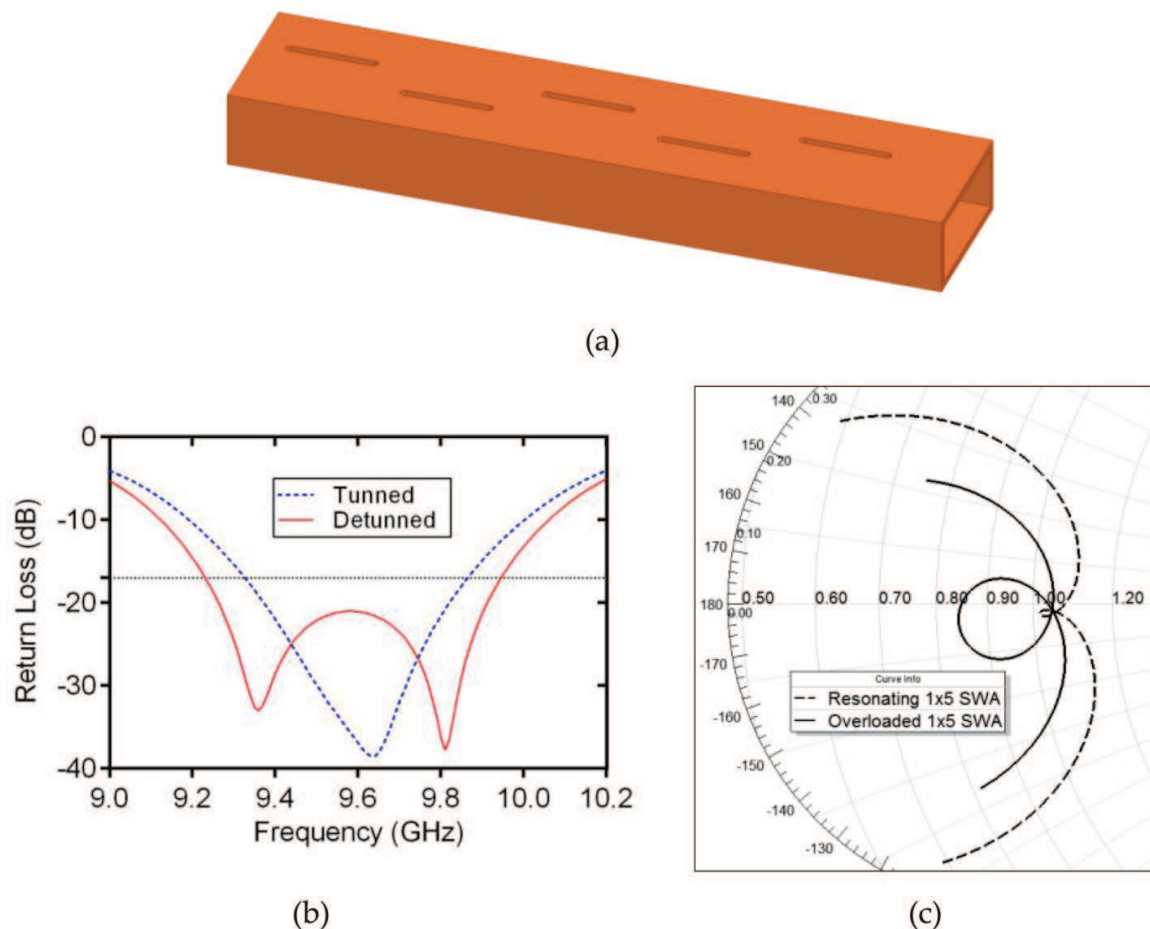 (a)
0
-10
-20
-30
-40
Return Loss (dB)
Tunned
Detunned
9.0 9.2 9.4 9.6 9.8 10.0 10.2
Frequency (GHz)
(b)
140
0.30
150
0.20
160
0.10
170
180
0.00
0.50 0.60 0.70 0.80 0.90 1.00 1.20
-170
-160
-150
-140
-130
Curve Info
Resonating 1x5 SWA
Overloaded 1x5 SWA
(c)